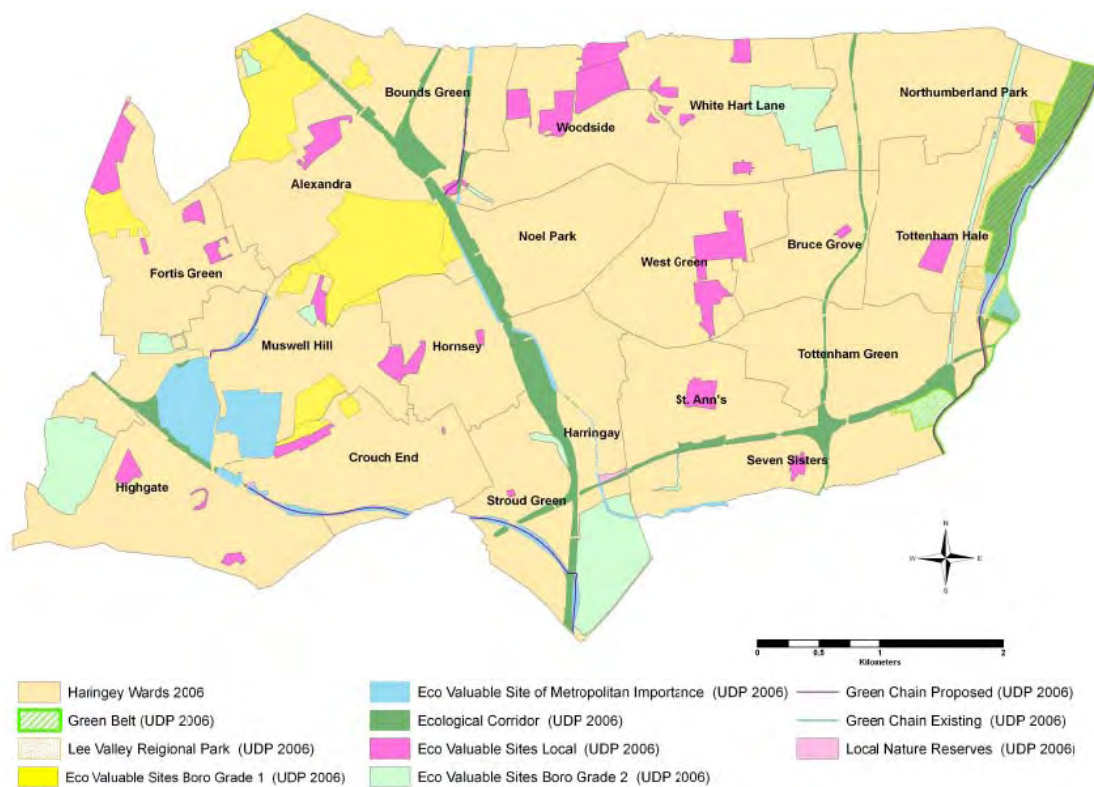 Northumberland Park
Bounds Green
White Hart Lane
Woodside
Alexandra
Noel Park
Bruce Grove
Tottenham Hale
West Green
Fortis Green
Muswell Hill
Hornsey
Tottenham Green
St. Ann's
Harringay
Crouch End
Seven Sisters
Highgate
Stroud Green
N
W E
S
0 0.5 1 2
Kilometers
Haringey Wards 2006
Eco Valuable Site of Metropolitan Importance (UDP 2006)
Green Chain Proposed (UDP 2006)
Green Belt (UDP 2006)
Ecological Corridor (UDP 2006)
Green Chain Existing (UDP 2006)
Lee Valley Reigional Park (UDP 2006)
Eco Valuable Sites Local (UDP 2006)
Local Nature Reserves (UDP 2006)
Eco Valuable Sites Boro Grade 1 (UDP 2006)
Eco Valuable Sites Boro Grade 2 (UDP 2006)